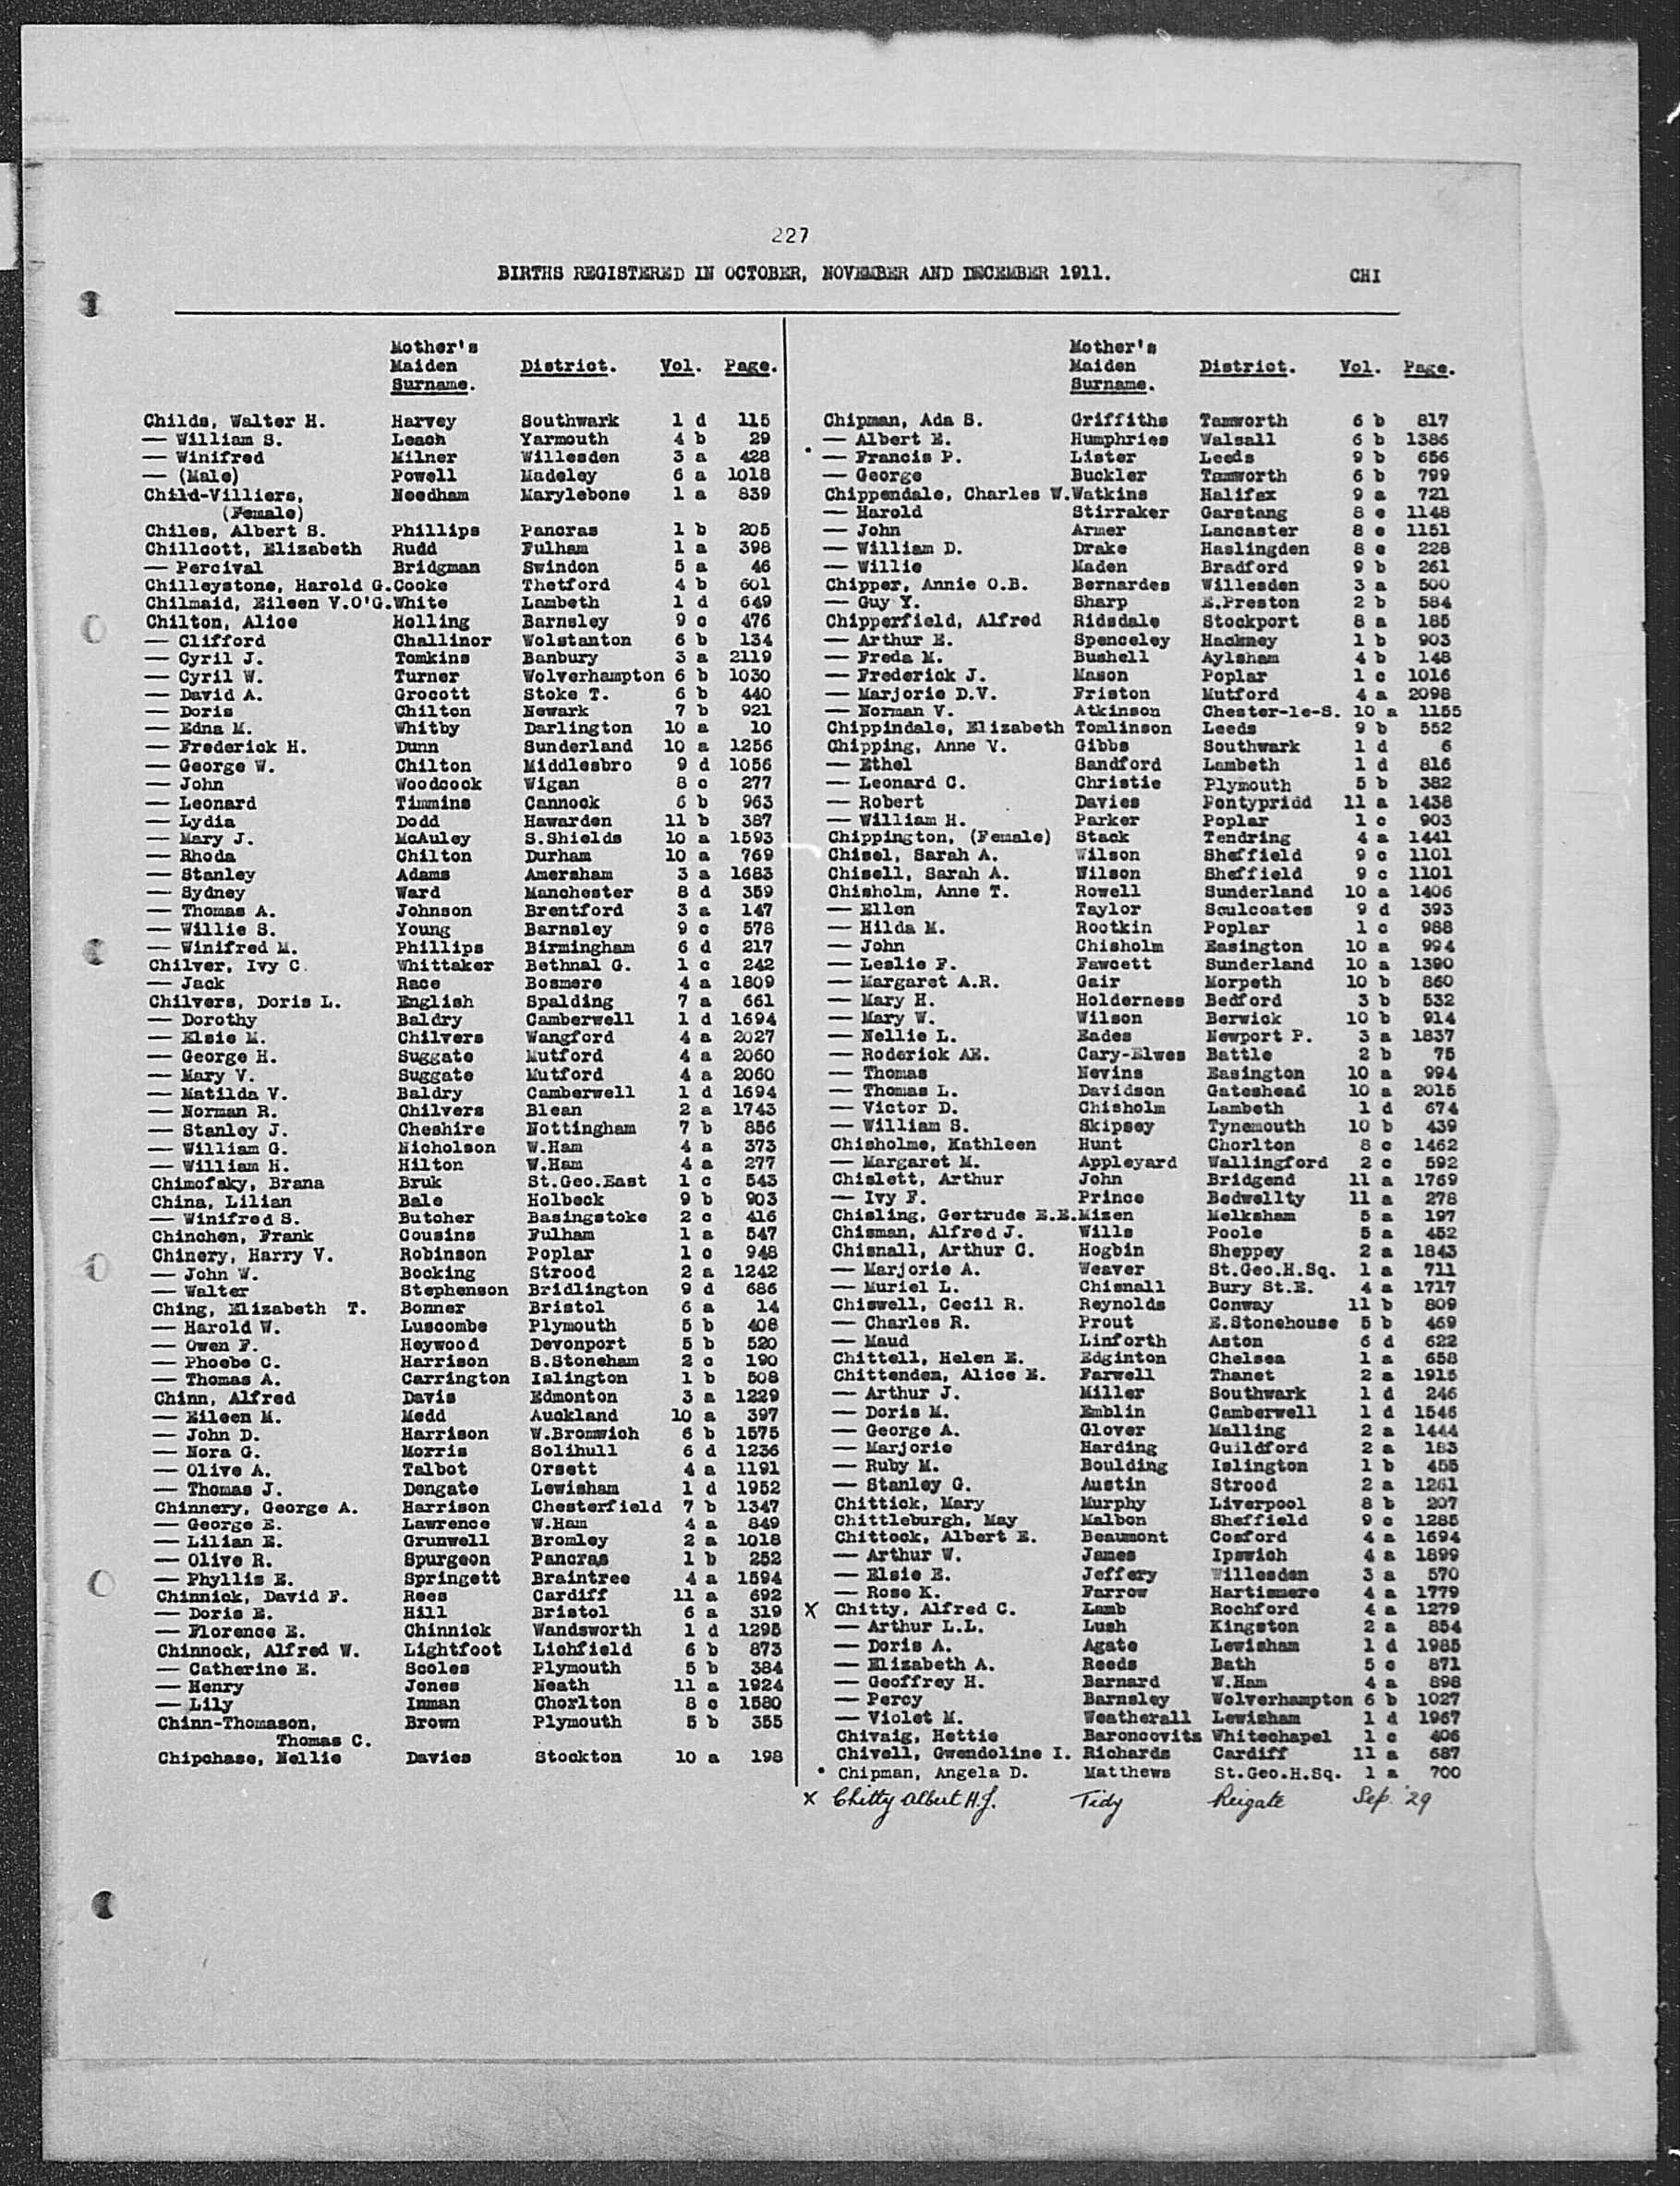 227
BIRTHS REGISTERED IN OCTOBER, NOVEMBER AND DECEMBER 1911. CHI
Mother's
Maiden District. Vol. Page.
Surname.
Childs, Walter H. Harvey Southwark 1 d 115
— William S. Leach Yarmouth 4 b 29
— Winifred Milner Willesden 3 a 428
— (Male) Powell Madeley 6 a 1018
Child-Villiers, Needham Marylebone 1 a 839
(Female)
Chiles, Albert S. Phillips Pancras 1 b 205
Chillcott, Elizabeth Rudd Fulham 1 a 398
— Percival Bridgman Swindon 5 a 46
Chilleystone, Harold G. Cooke Thetford 4 b 601
Chilmaid, Eileen V.O'G. White Lambeth 1 d 649
Chilton, Alice Holling Barnsley 9 c 476
— Clifford Challinor Wolstanton 6 b 134
— Cyril J. Tomkins Banbury 3 a 2119
— Cyril W. Turner Wolverhampton 6 b 1030
— David A. Grocott Stoke T. 6 b 440
— Doris Chilton Newark 7 b 921
— Edna M. Whitby Darlington 10 a 10
— Frederick H. Dunn Sunderland 10 a 1256
— George W. Chilton Middlesbro 9 d 1056
— John Woodcock Wigan 8 c 277
— Leonard Timmins Cannock 6 b 963
— Lydia Dodd Hawarden 11 b 387
— Mary J. McAuley S.Shields 10 a 1593
— Rhoda Chilton Durham 10 a 769
— Stanley Adams Amersham 3 a 1683
— Sydney Ward Manchester 8 d 359
— Thomas A. Johnson Brentford 3 a 147
— Willie S. Young Barnsley 9 c 578
— Winifred M. Phillips Birmingham 6 d 217
Chilver, Ivy C. Whittaker Bethnal G. 1 c 242
— Jack Race Bosmere 4 a 1809
Chilvers, Doris L. English Spalding 7 a 661
— Dorothy Baldry Camberwell 1 d 1694
— Elsie M. Chilvers Wangford 4 a 2027
— George H. Suggate Mutford 4 a 2060
— Mary V. Suggate Mutford 4 a 2060
— Matilda V. Baldry Camberwell 1 d 1694
— Norman R. Chilvers Blean 2 a 1743
— Stanley J. Cheshire Nottingham 7 b 856
— William G. Nicholson W.Ham 4 a 373
— William H. Hilton W.Ham 4 a 277
Chimofsky, Brana Bruk St.Geo.East 1 c 543
China, Lilian Bale Holbeck 9 b 903
— Winifred S. Butcher Basingstoke 2 c 416
Chinchen, Frank Cousins Fulham 1 a 547
Chinery, Harry V. Robinson Poplar 1 c 948
— John W. Bocking Strood 2 a 1242
— Walter Stephenson Bridlington 9 d 686
Ching, Elizabeth T. Bonner Bristol 6 a 14
— Harold W. Luscombe Plymouth 5 b 408
— Owen F. Heywood Devonport 5 b 520
— Phoebe C. Harrison S.Stoneham 2 c 190
— Thomas A. Carrington Islington 1 b 508
Chinn, Alfred Davis Edmonton 3 a 1229
— Eileen M. Medd Auckland 10 a 397
— John D. Harrison W.Bromwich 6 b 1575
— Nora G. Morris Solihull 6 d 1236
— Olive A. Talbot Orsett 4 a 1191
— Thomas J. Dengate Lewisham 1 d 1952
Chinnery, George A. Harrison Chesterfield 7 b 1347
— George E. Lawrence W.Ham 4 a 849
— Lilian E. Grunwell Bromley 2 a 1018
— Olive R. Spurgeon Pancras 1 b 252
— Phyllis E. Springett Braintree 4 a 1594
Chinnick, David F. Rees Cardiff 11 a 692
— Doris E. Hill Bristol 6 a 319
— Florence E. Chinnick Wandsworth 1 d 1295
Chinnock, Alfred W. Lightfoot Lichfield 6 b 873
— Catherine E. Scoles Plymouth 5 b 384
— Henry Jones Neath 11 a 1924
— Lily Inman Chorlton 8 c 1580
Chinn-Thomason, Brown Plymouth 5 b 355
Thomas C.
Chipchase, Nellie Davies Stockton 10 a 198
Mother's
Maiden District. Vol. Page.
Surname.
Chipman, Ada S. Griffiths Tamworth 6 b 817
— Albert E. Humphries Walsall 6 b 1386
• — Francis P. Lister Leeds 9 b 656
— George Buckler Tamworth 6 b 799
Chippendale, Charles W. Watkins Halifax 9 a 721
— Harold Stirraker Garstang 8 e 1148
— John Armer Lancaster 8 e 1151
— William D. Drake Haslingden 8 e 228
— Willie Maden Bradford 9 b 261
Chipper, Annie O.B. Bernardes Willesden 3 a 500
— Guy Y. Sharp E.Preston 2 b 584
Chipperfield, Alfred Ridsdale Stockport 8 a 185
— Arthur E. Spenceley Hackney 1 b 903
— Freda M. Bushell Aylsham 4 b 148
— Frederick J. Mason Poplar 1 c 1016
— Marjorie D.V. Friston Mutford 4 a 2098
— Norman V. Atkinson Chester-le-S. 10 a 1155
Chippindale, Elizabeth Tomlinson Leeds 9 b 552
Chipping, Anne V. Gibbs Southwark 1 d 6
— Ethel Sandford Lambeth 1 d 816
— Leonard C. Christie Plymouth 5 b 382
— Robert Davies Pontypridd 11 a 1438
— William H. Parker Poplar 1 c 903
Chippington, (Female) Stack Tendring 4 a 1441
Chisel, Sarah A. Wilson Sheffield 9 c 1101
Chisell, Sarah A. Wilson Sheffield 9 c 1101
Chisholm, Anne T. Rowell Sunderland 10 a 1406
— Ellen Taylor Sculcoates 9 d 393
— Hilda M. Rootkin Poplar 1 c 988
— John Chisholm Easington 10 a 994
— Leslie F. Fawcett Sunderland 10 a 1390
— Margaret A.R. Gair Morpeth 10 b 860
— Mary H. Holderness Bedford 3 b 532
— Mary W. Wilson Berwick 10 b 914
— Nellie L. Eades Newport P. 3 a 1837
— Roderick AE. Cary-Elwes Battle 2 b 75
— Thomas Nevins Easington 10 a 994
— Thomas L. Davidson Gateshead 10 a 2015
— Victor D. Chisholm Lambeth 1 d 674
— William S. Skipsey Tynemouth 10 b 439
Chisholme, Kathleen Hunt Chorlton 8 c 1462
— Margaret M. Appleyard Wallingford 2 c 592
Chislett, Arthur John Bridgend 11 a 1769
— Ivy F. Prince Bedwellty 11 a 278
Chisling, Gertrude E.E. Mizen Melksham 5 a 197
Chisman, Alfred J. Wills Poole 5 a 452
Chisnall, Arthur C. Hogbin Sheppey 2 a 1843
— Marjorie A. Weaver St.Geo.H.Sq. 1 a 711
— Muriel L. Chisnall Bury St.E. 4 a 1717
Chiswell, Cecil R. Reynolds Conway 11 b 809
— Charles R. Prout E.Stonehouse 5 b 469
— Maud Linforth Aston 6 d 622
Chittell, Helen E. Edginton Chelsea 1 a 658
Chittenden, Alice E. Farwell Thanet 2 a 1915
— Arthur J. Miller Southwark 1 d 246
— Doris M. Emblin Camberwell 1 d 1546
— George A. Glover Malling 2 a 1444
— Marjorie Harding Guildford 2 a 183
— Ruby M. Boulding Islington 1 b 455
— Stanley G. Austin Strood 2 a 1261
Chittick, Mary Murphy Liverpool 8 b 207
Chittleburgh, May Malbon Sheffield 9 c 1285
Chittock, Albert E. Beaumont Cosford 4 a 1694
— Arthur W. James Ipswich 4 a 1899
— Elsie E. Jeffery Willesden 3 a 570
— Rose K. Farrow Hartismere 4 a 1779
X Chitty, Alfred C. Lamb Rochford 4 a 1279
— Arthur L.L. Lush Kingston 2 a 854
— Doris A. Agate Lewisham 1 d 1985
— Elizabeth A. Reeds Bath 5 c 871
— Geoffrey H. Barnard W.Ham 4 a 898
— Percy Barnsley Wolverhampton 6 b 1027
— Violet M. Weatherall Lewisham 1 d 1967
Chivaig, Hettie Baroncovits Whitechapel 1 c 406
Chivell, Gwendoline I. Richards Cardiff 11 a 687
• Chipman, Angela D. Matthews St.Geo.H.Sq. 1 a 700
X Chitty Albert H.J. Tidy Reigate Sep. '29